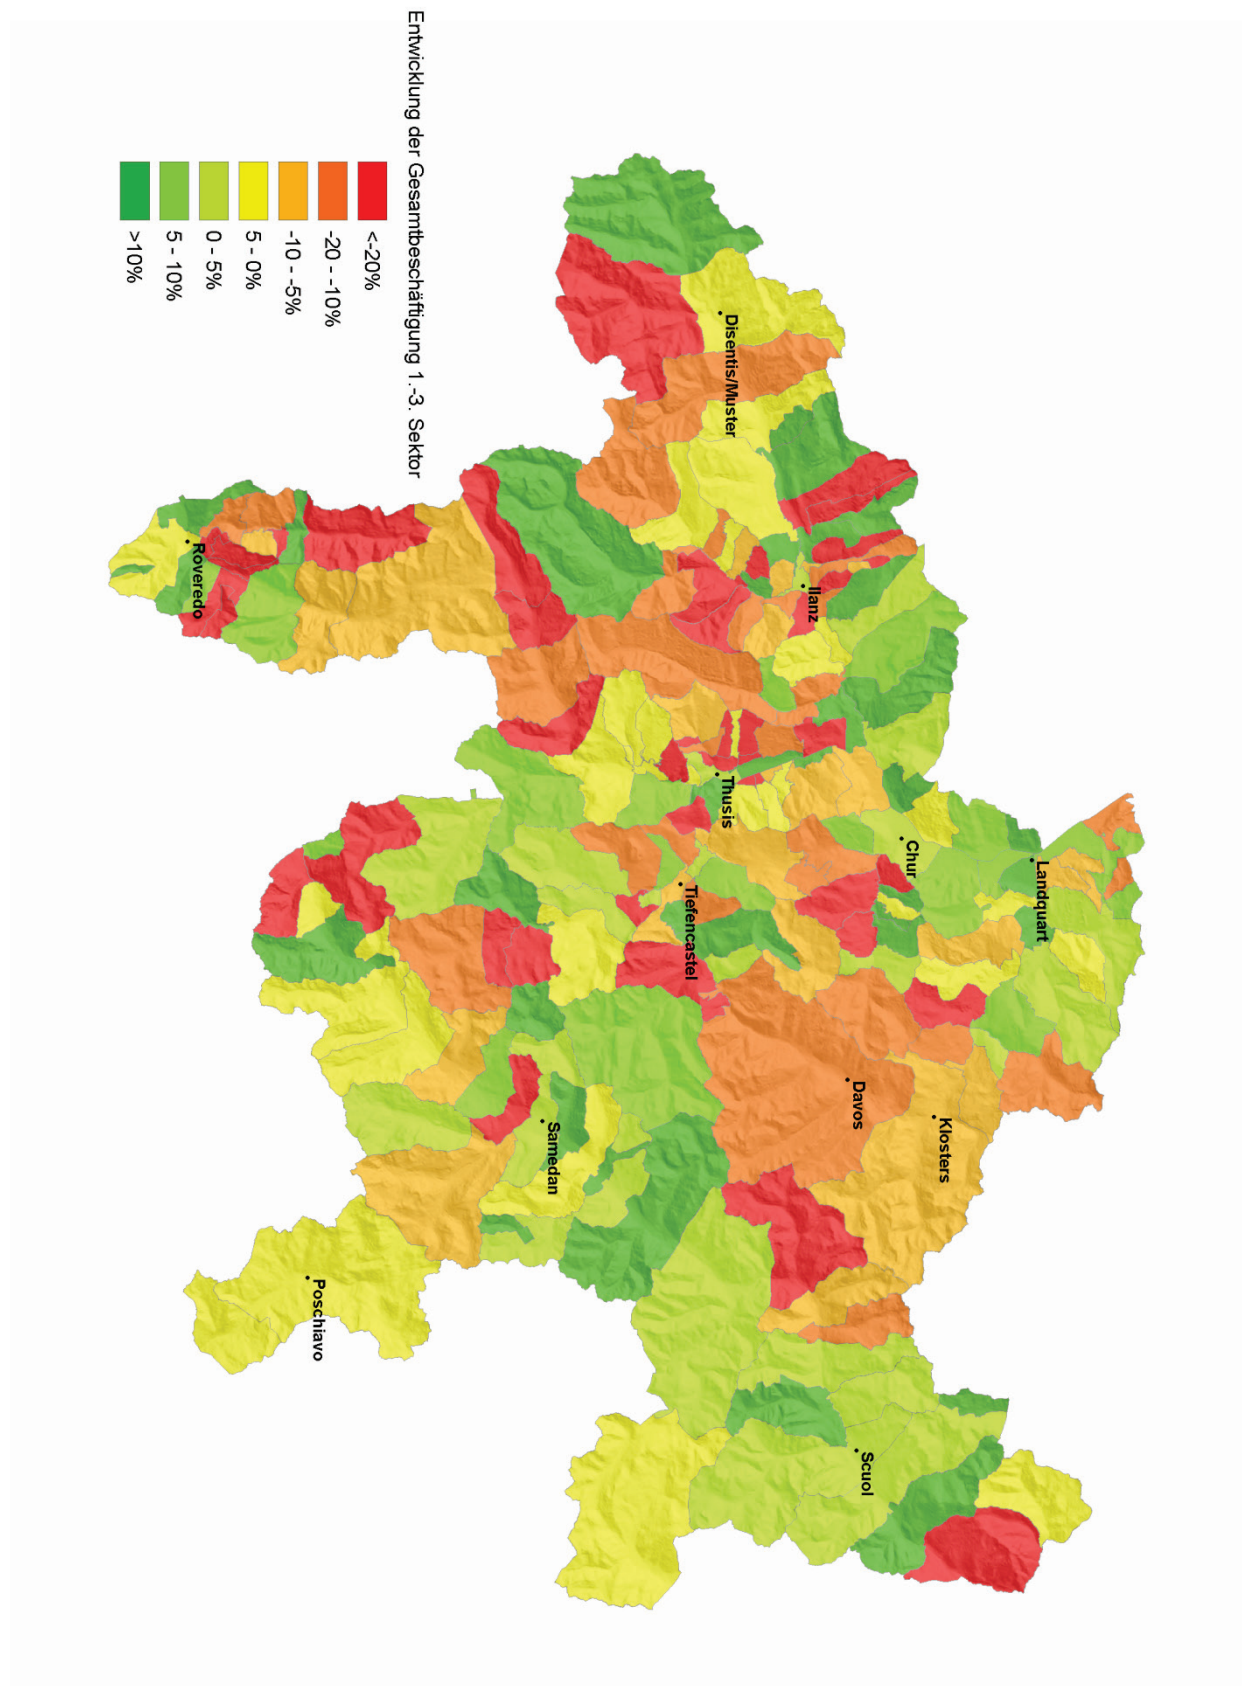 Entwicklung der Gesamtbeschäftigung 1.-3. Sektor
<-20%
-20 - -10%
-10 - -5%
5 - 0%
0 - 5%
5 - 10%
>10%
Landquart
Klosters
Chur
Davos
Scuol
Ilanz
Disentis/Muster
Thusis
Tiefencastel
Samedan
Poschiavo
Roveredo